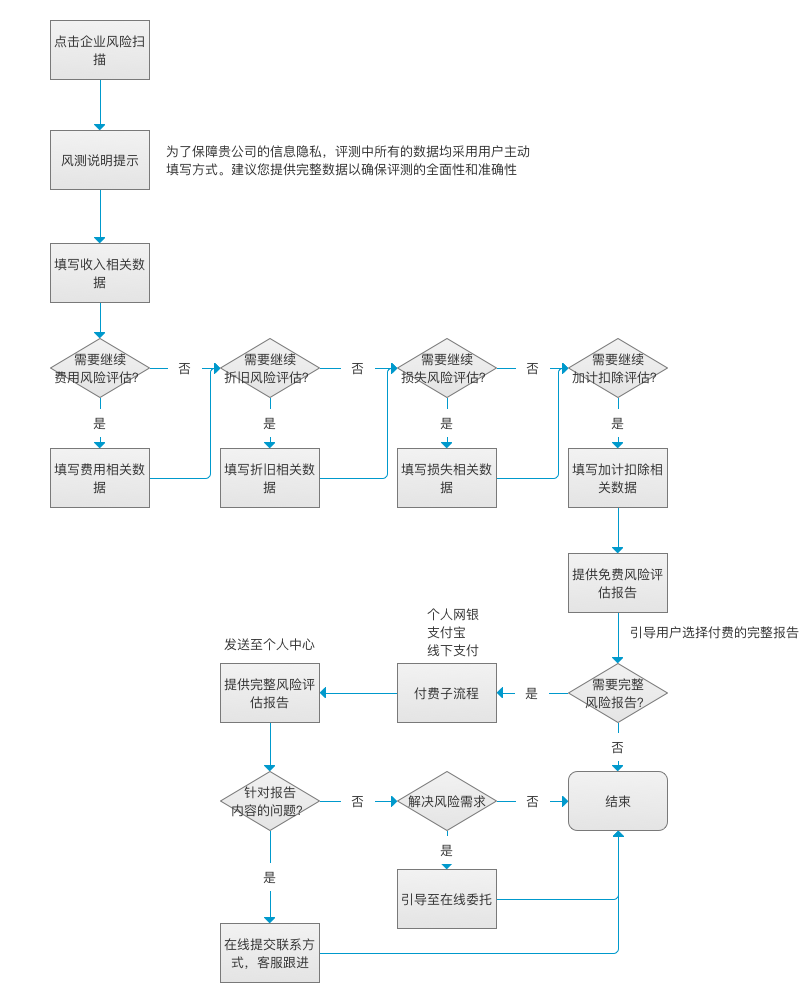 点击企业风险扫
描
风测说明提示
为了保障贵公司的信息隐私，评测中所有的数据均采用用户主动
填写方式。建议您提供完整数据以确保评测的全面性和准确性
填写收入相关数
据
需要继续
费用风险评估?
否
需要继续
折旧风险评估?
否
需要继续
损失风险评估?
否
需要继续
加计扣除评估?
是
是
是
是
填写费用相关数
据
填写折旧相关数
据
填写损失相关数
据
填写加计扣除相
关数据
提供免费风险评
估报告
引导用户选择付费的完整报告
个人网银
支付宝
线下支付
发送至个人中心
提供完整风险评
估报告
付费子流程
是
需要完整
风险报告?
否
针对报告
内容的问题?
否
解决风险需求
否
结束
是
是
引导至在线委托
在线提交联系方
式，客服跟进